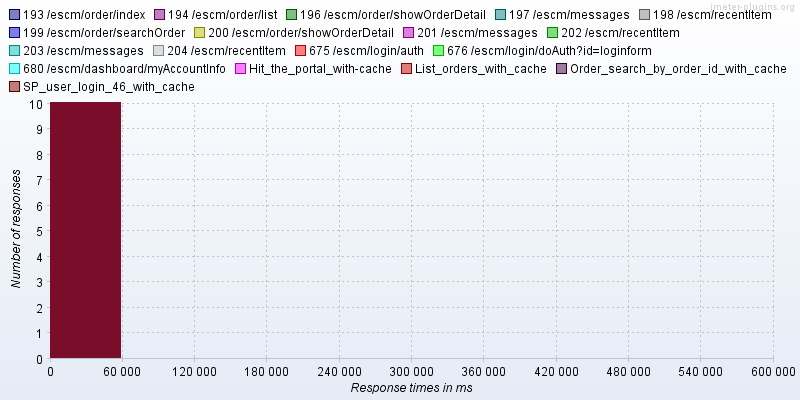 jmeter-plugins.org
193 /escm/order/index 194 /escm/order/list 196 /escm/order/showOrderDetail 197 /escm/messages 198 /escm/recentItem
199 /escm/order/searchOrder 200 /escm/order/showOrderDetail 201 /escm/messages 202 /escm/recentItem
203 /escm/messages 204 /escm/recentItem 675 /escm/login/auth 676 /escm/login/doAuth?id=loginform
680 /escm/dashboard/myAccountInfo Hit_the_portal_with-cache List_orders_with_cache Order_search_by_order_id_with_cache
SP_user_login_46_with_cache
10
9
8
7
6
5
4
3
2
1
0
Number of responses
0 60 000 120 000 180 000 240 000 300 000 360 000 420 000 480 000 540 000 600 000
Response times in ms